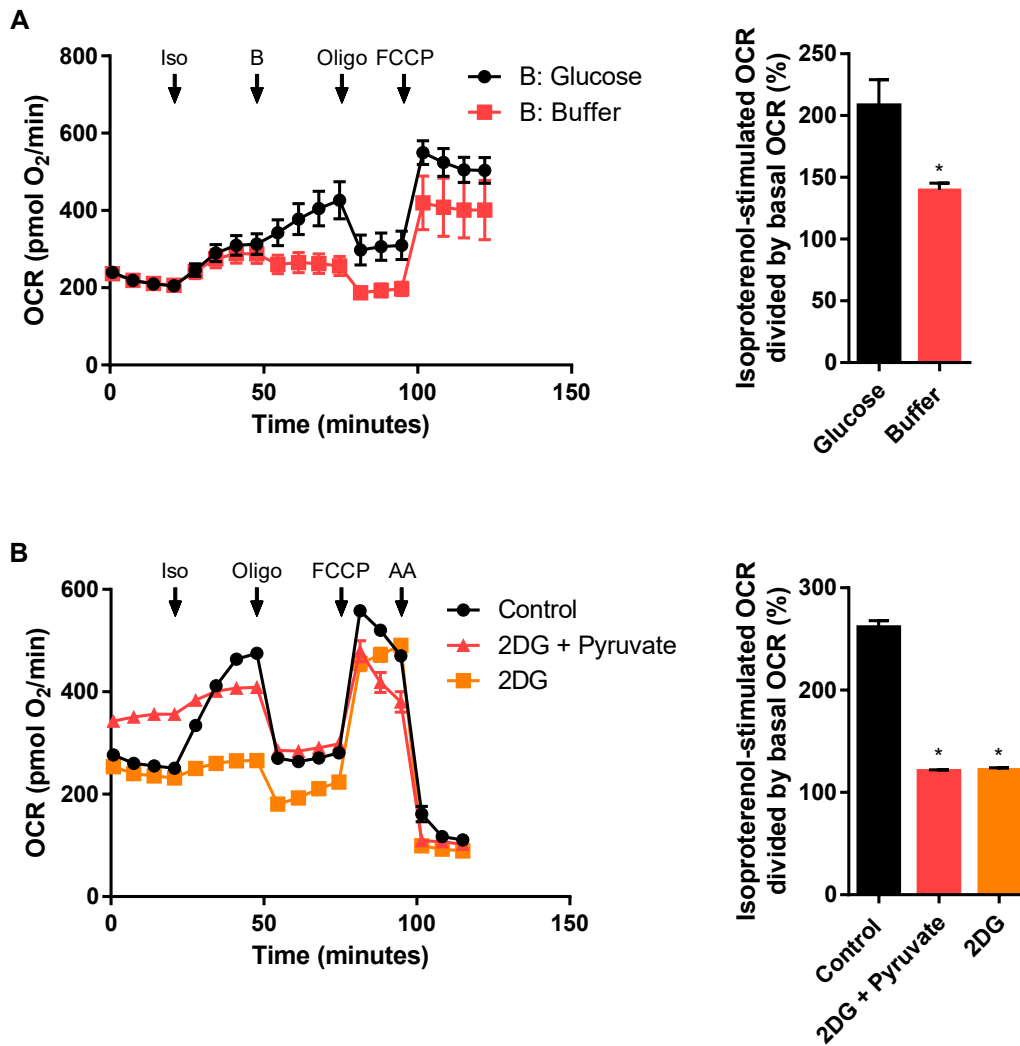 A
800
600
400
200
0
OCR (pmol O₂/min)
Iso
B
Oligo
FCCP
B: Glucose
B: Buffer
0
50
100
150
Time (minutes)
Isoproterenol-stimulated OCR
divided by basal OCR (%)
250
200
150
100
50
0
*
Glucose
Buffer
B
600
400
200
0
OCR (pmol O₂/min)
Iso
Oligo
FCCP
AA
Control
2DG + Pyruvate
2DG
0
50
100
150
Time (minutes)
Isoproterenol-stimulated OCR
divided by basal OCR (%)
300
200
100
0
*
*
Control
2DG + Pyruvate
2DG